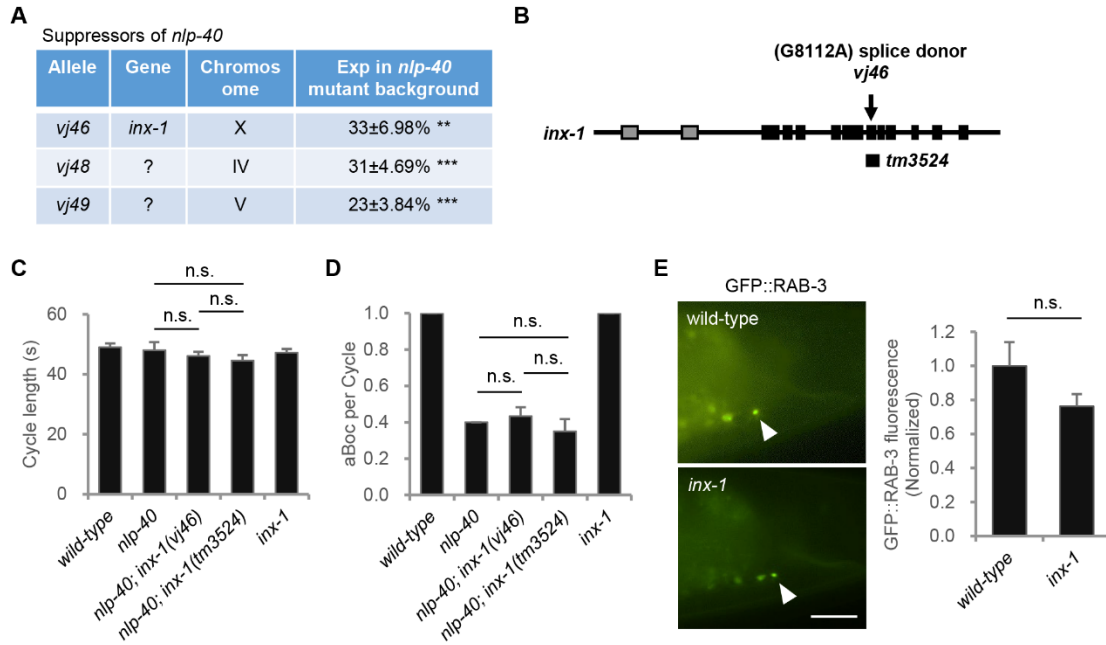 A
Suppressors of nlp-40
Allele Gene Chromos ome Exp in nlp-40 mutant background
vj46 inx-1 X 33±6.98% **
vj48 ? IV 31±4.69% ***
vj49 ? V 23±3.84% ***
B
(G8112A) splice donor
vj46
inx-1
tm3524
C
n.s.
n.s.
n.s.
60
40
20
0
Cycle length (s)
wild-type
nlp-40
nlp-40; inx-1(vj46)
nlp-40; inx-1(tm3524)
inx-1
D
n.s.
n.s.
n.s.
1.0
0.8
0.6
0.4
0.2
0.0
aBoc per Cycle
wild-type
nlp-40
nlp-40; inx-1(vj46)
nlp-40; inx-1(tm3524)
inx-1
E
GFP::RAB-3
wild-type
inx-1
n.s.
1.2
1.0
0.8
0.6
0.4
0.2
0.0
GFP::RAB-3 fluorescence
(Normalized)
wild-type
inx-1